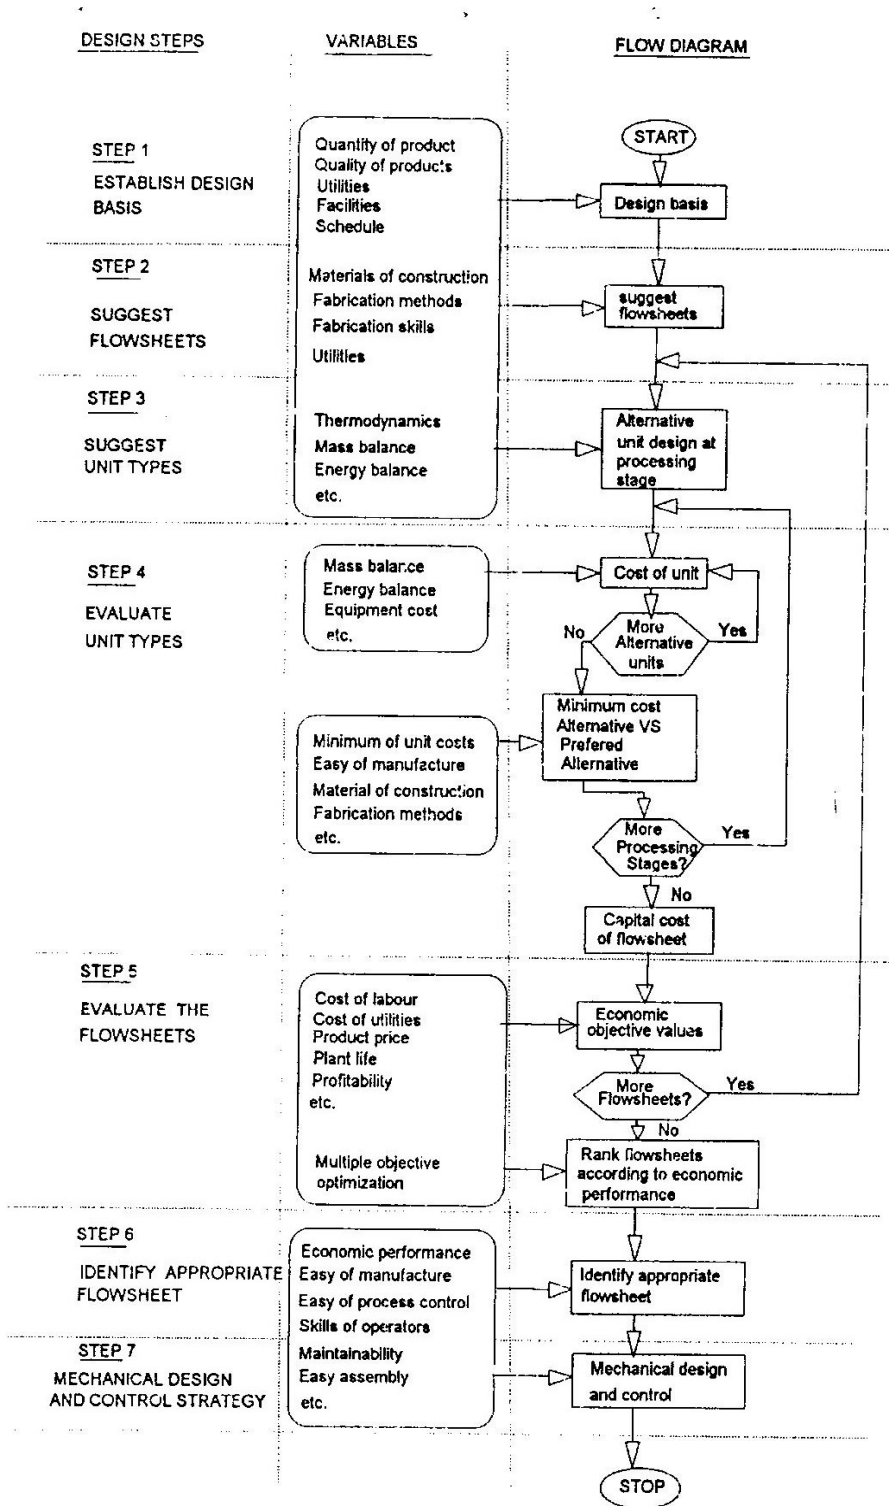 DESIGN STEPS
VARIABLES
FLOW DIAGRAM
STEP 1
ESTABLISH DESIGN
BASIS
Quantity of product
Quality of products
Utilities
Facilities
Schedule
START
Design basis
STEP 2
SUGGEST
FLOWSHEETS
Materials of construction
Fabrication methods
Fabrication skills
Utilities
suggest
flowsheets
STEP 3
SUGGEST
UNIT TYPES
Thermodynamics
Mass balance
Energy balance
etc.
Alternative
unit design at
processing
stage
STEP 4
EVALUATE
UNIT TYPES
Mass balance
Energy balance
Equipment cost
etc.
Cost of unit
More
Alternative
units
No
Yes
Minimum of unit costs
Easy of manufacture
Material of construction
Fabrication methods
etc.
Minimum cost
Alternative VS
Prefered
Alternative
More
Processing
Stages?
Yes
No
Capital cost
of flowsheet
STEP 5
EVALUATE THE
FLOWSHEETS
Cost of labour
Cost of utilities
Product price
Plant life
Profitability
etc.
Multiple objective
optimization
Economic
objective values
More
Flowsheets?
Yes
No
Rank flowsheets
according to economic
performance
STEP 6
IDENTIFY APPROPRIATE
FLOWSHEET
Economic performance
Easy of manufacture
Easy of process control
Skills of operators
Identify appropriate
flowsheet
STEP 7
MECHANICAL DESIGN
AND CONTROL STRATEGY
Maintainability
Easy assembly
etc.
Mechanical design
and control
STOP